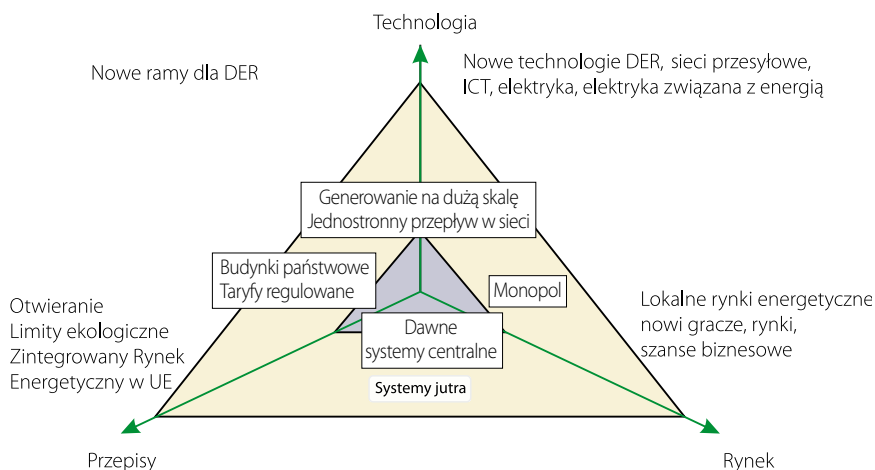 Technologia
Nowe ramy dla DER
Nowe technologie DER, sieci przesyłowe,
ICT, elektryka, elektryka związana z energią
Generowanie na dużą skalę
Jednostronny przepływ w sieci
Budynki państwowe
Taryfy regulowane
Monopol
Otwieranie
Limity ekologiczne
Zintegrowany Rynek
Energetyczny w UE
Lokalne rynki energetyczne
nowi gracze, rynki,
szanse biznesowe
Dawne
systemy centralne
Systemy jutra
Przepisy
Rynek